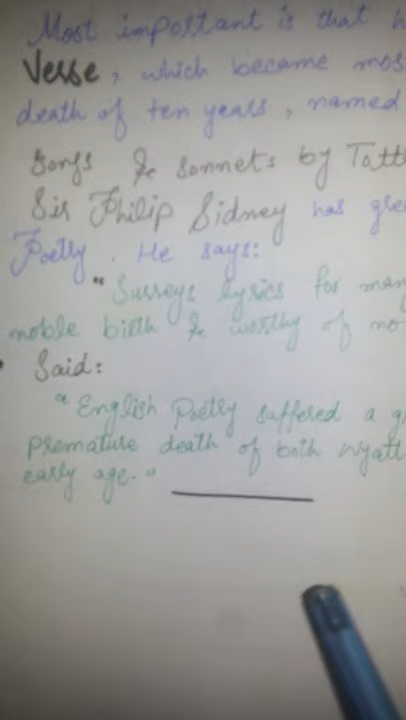 Most important is that h
Verse, which became mos
death of ten years, named
Songs & Sonnets by Tott
Sir Philip Sidney has gre
Poetry. He says:
"Surreys lyrics for man
noble birth & worthy of no
• Said:
"English Poetry suffered a g
Premature death of both Wyatt
early age."